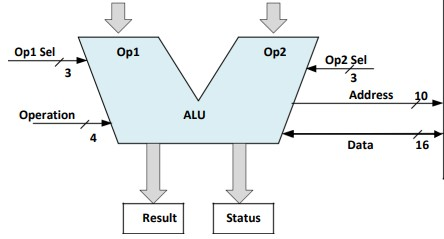 Op1
Op2
Op1 Sel
3
Op2 Sel
3
Address
10
Operation
4
ALU
Data
16
Result
Status